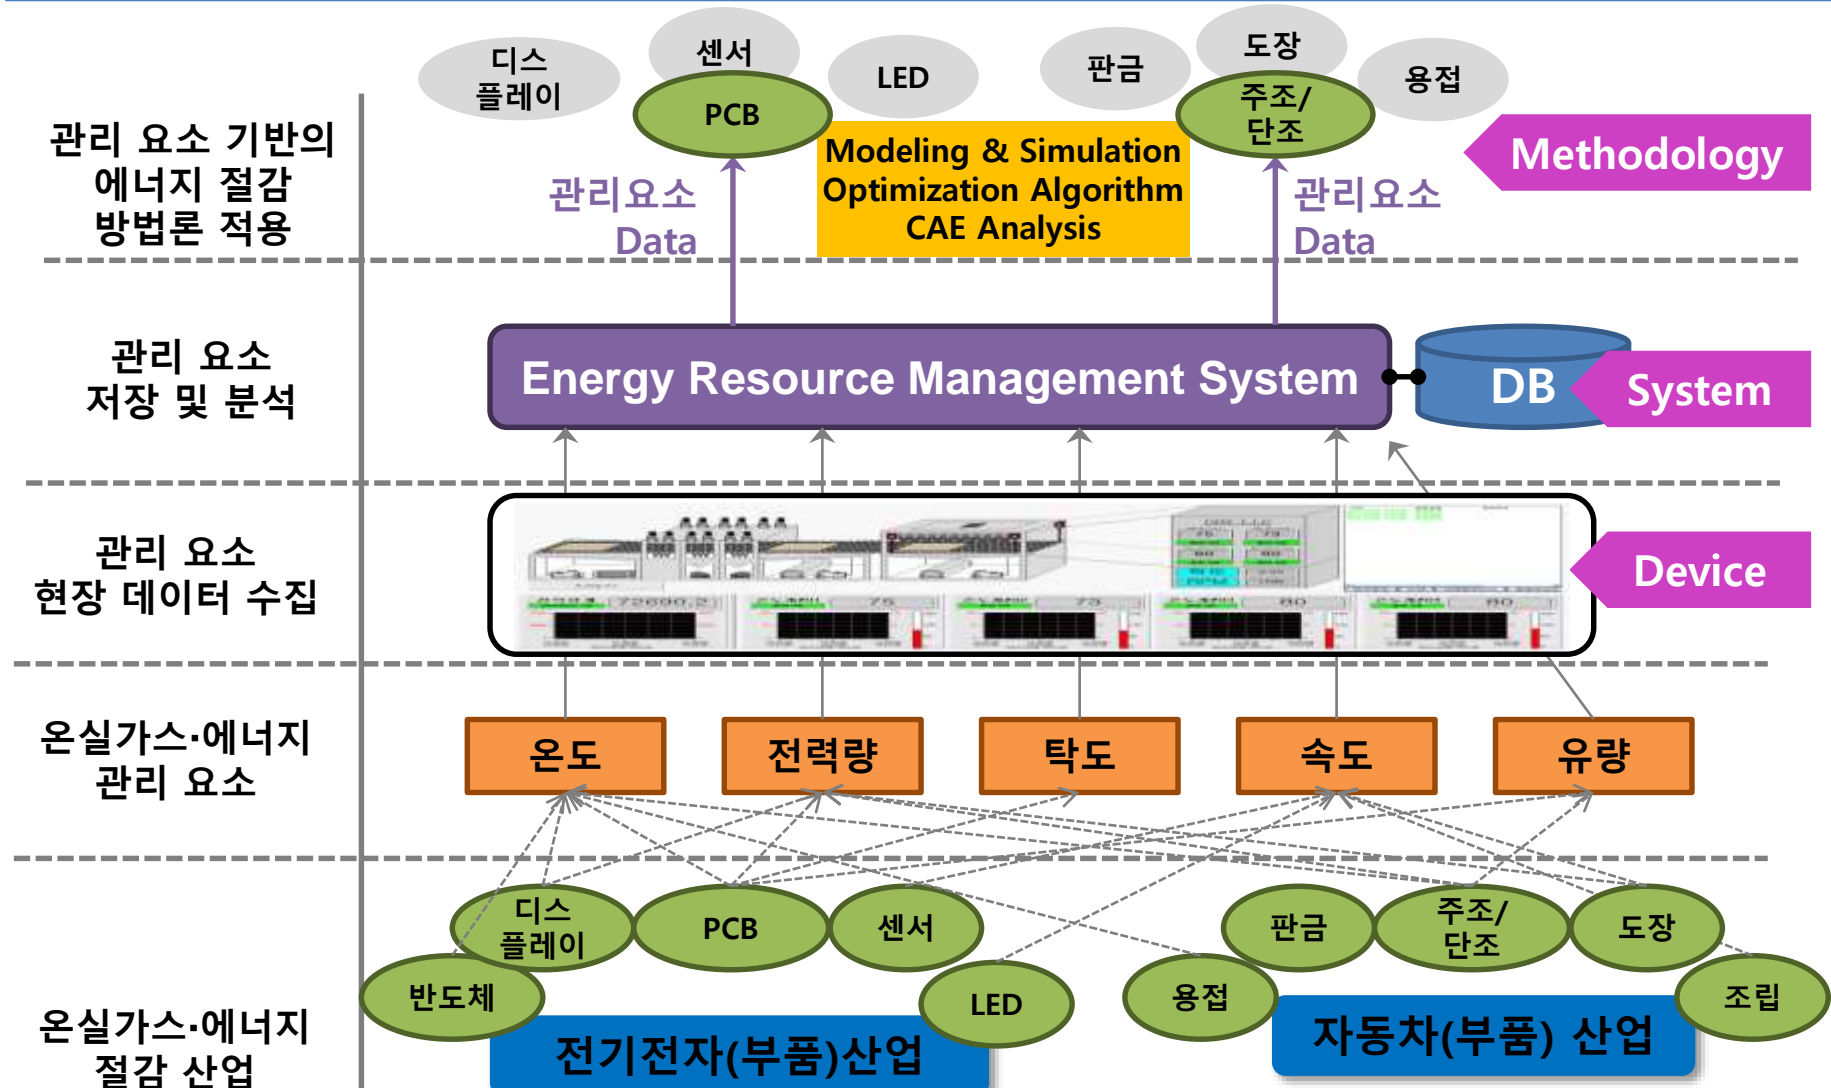 디스
플레이
센서
PCB
LED
판금
도장
주조/
단조
용접
관리 요소 기반의
에너지 절감
방법론 적용
Modeling & Simulation
Optimization Algorithm
CAE Analysis
Methodology
관리요소
Data
관리요소
Data
관리 요소
저장 및 분석
Energy Resource Management System
DB
System
관리 요소
현장 데이터 수집
Device
온실가스·에너지
관리 요소
온도
전력량
탁도
속도
유량
디스
플레이
PCB
센서
판금
주조/
단조
도장
반도체
LED
용접
조립
온실가스·에너지
절감 산업
전기전자(부품)산업
자동차(부품) 산업